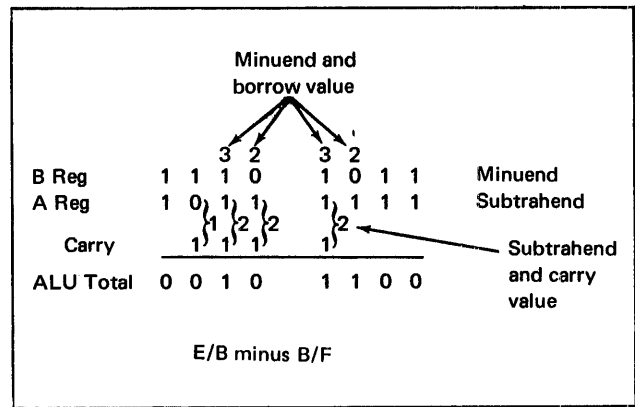 Minuend and
borrow value
3 2 3 2
B Reg 1 1 1 0 1 0 1 1 Minuend
A Reg 1 0 1 1 1 1 1 1 Subtrahend
1 2 2 2
Carry 1 1 1 1 Subtrahend
ALU Total 0 0 1 0 1 1 0 0 and carry
value
E/B minus B/F